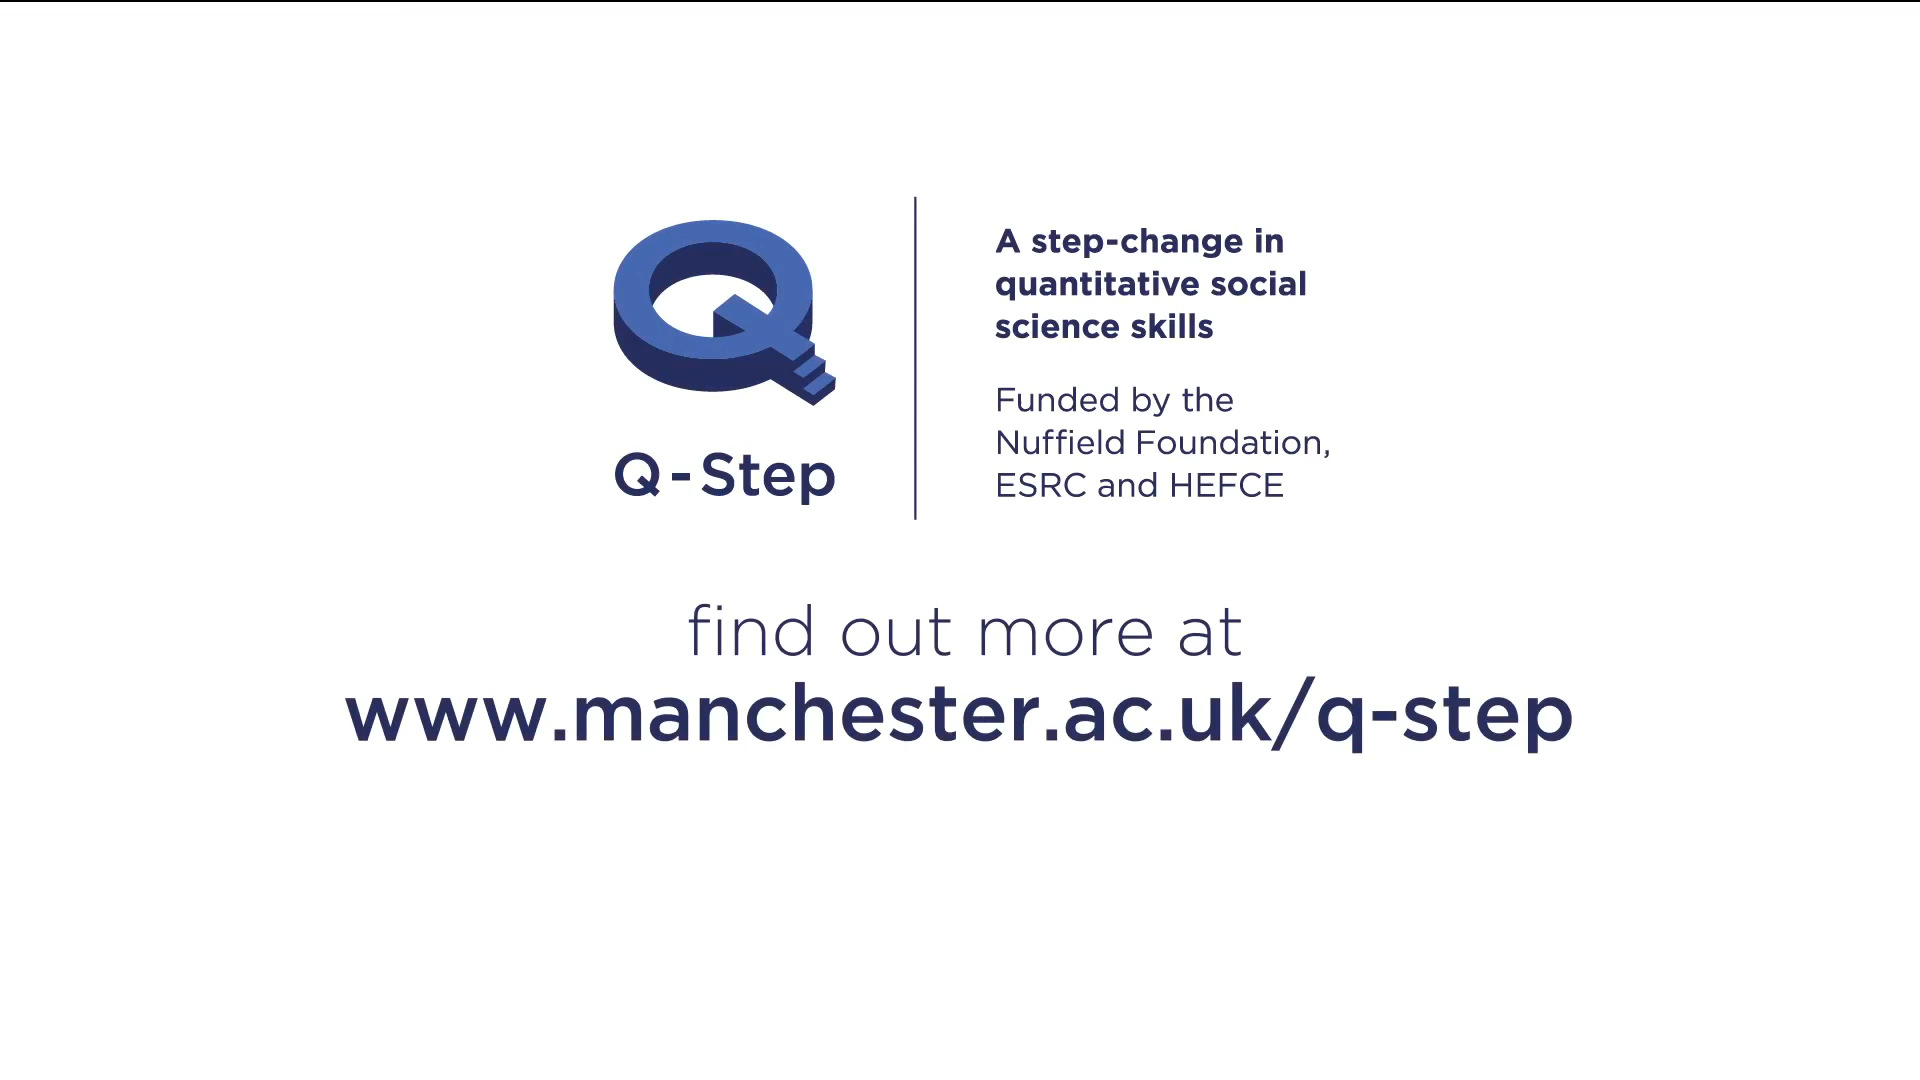 Q-Step
A step-change in
quantitative social
science skills
Funded by the
Nuffield Foundation,
ESRC and HEFCE
find out more at
www.manchester.ac.uk/q-step